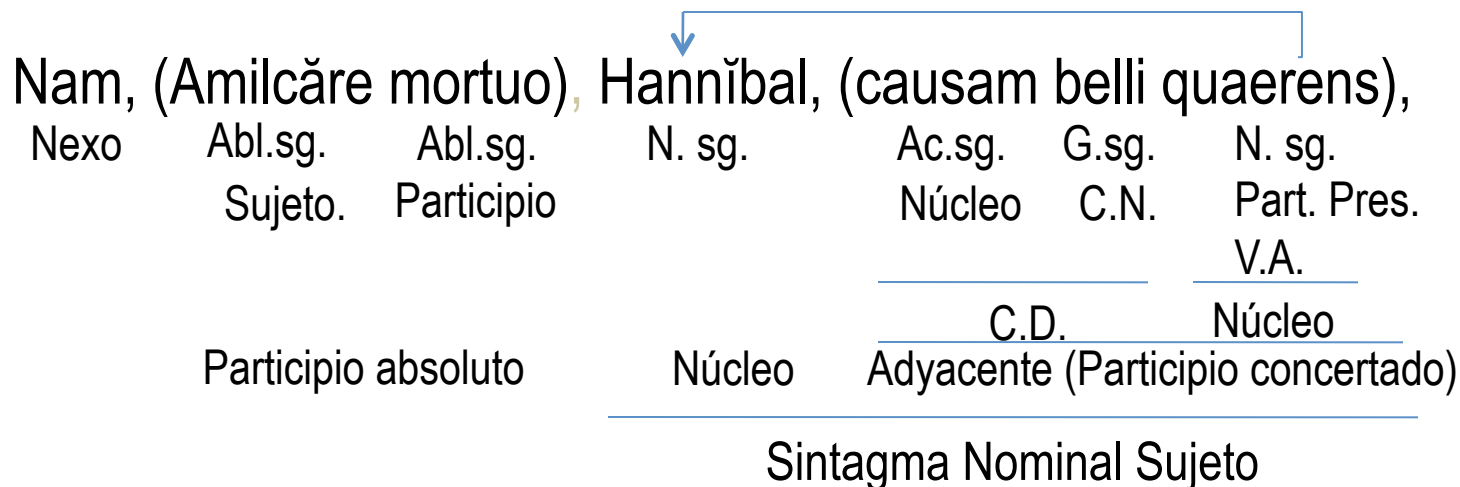 Nam, (Amilcăre mortuo), Hannĭbal, (causam belli quaerens),
Nexo Abl.sg. Abl.sg. N. sg. Ac.sg. G.sg. N. sg.
Sujeto. Participio Núcleo C.N. Part. Pres.
V.A.
C.D. Núcleo
Participio absoluto Núcleo Adyacente (Participio concertado)
Sintagma Nominal Sujeto